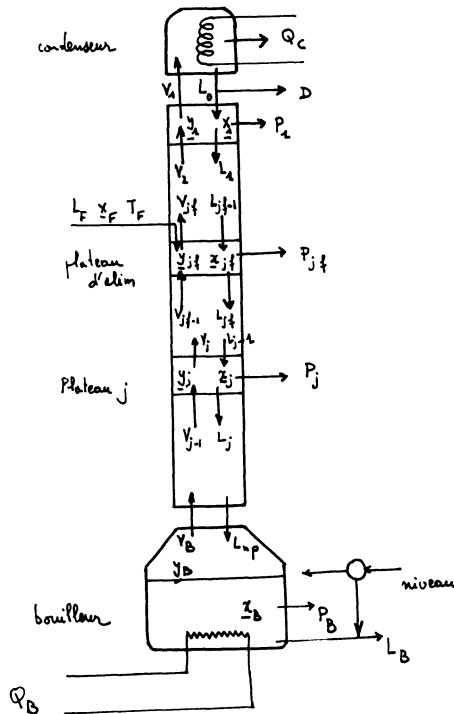 condenseur
Q_C
V_1 L_0 D
y_1 x_1 P_1
V_2 L_1
V_jf L_jf-1
L_F x_F T_F
y_jf x_jf P_jf
plateau d'alim
V_jf-1 L_jf
V_j L_j-1
y_j x_j P_j
Plateau j
V_j-1 L_j
V_B L_np
y_B
niveau
x_B P_B
bouilleur
L_B
Q_B